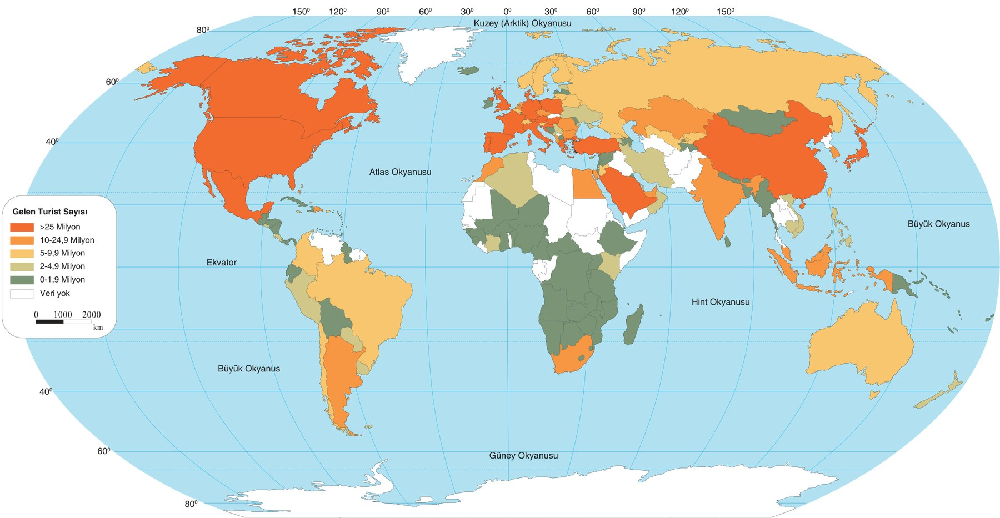 150⁰ 120⁰ 90⁰ 60⁰ 30⁰ 0⁰ 30⁰ 60⁰ 90⁰ 120⁰ 150⁰
Kuzey (Arktik) Okyanusu
80⁰
60⁰
40⁰
Atlas Okyanusu
Gelen Turist Sayısı
>25 Milyon
10-24,9 Milyon
5-9,9 Milyon
2-4,9 Milyon
0-1,9 Milyon
Veri yok
0 1000 2000
km
Büyük Okyanus
Ekvator
Hint Okyanusu
Büyük Okyanus
40⁰
60⁰
Güney Okyanusu
80⁰